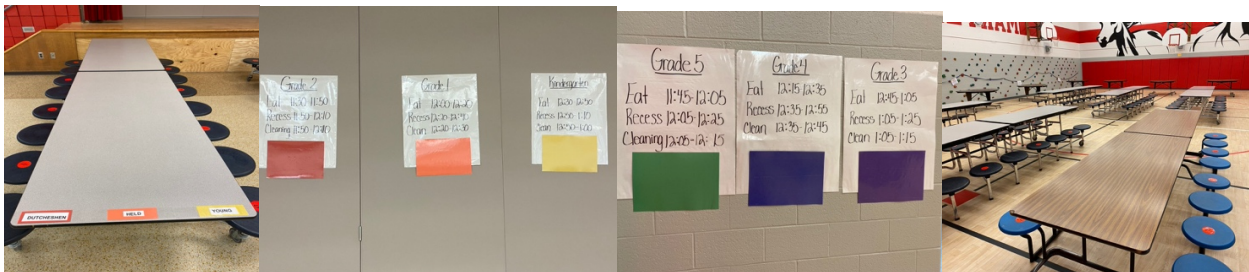 DUTCHESHEN
HELD
YOUNG
Grade 2
Eat 11:30-11:50
Recess 11:50-12:10
Cleaning 11:50-12:00
Grade 1
Eat 12:00-12:20
Recess 12:20-12:40
Clean 12:20-12:30
Kindergarten
Eat 12:30-12:50
Recess 12:50-1:10
Clean 12:50-1:00
Grade 5
Eat 11:45-12:05
Recess 12:05-12:25
Cleaning 12:05-12:15
Grade 4
Eat 12:15-12:35
Recess 12:35-12:55
Clean 12:35-12:45
Grade 3
Eat 12:45-1:05
Recess 1:05-1:25
Clean 1:05-1:15